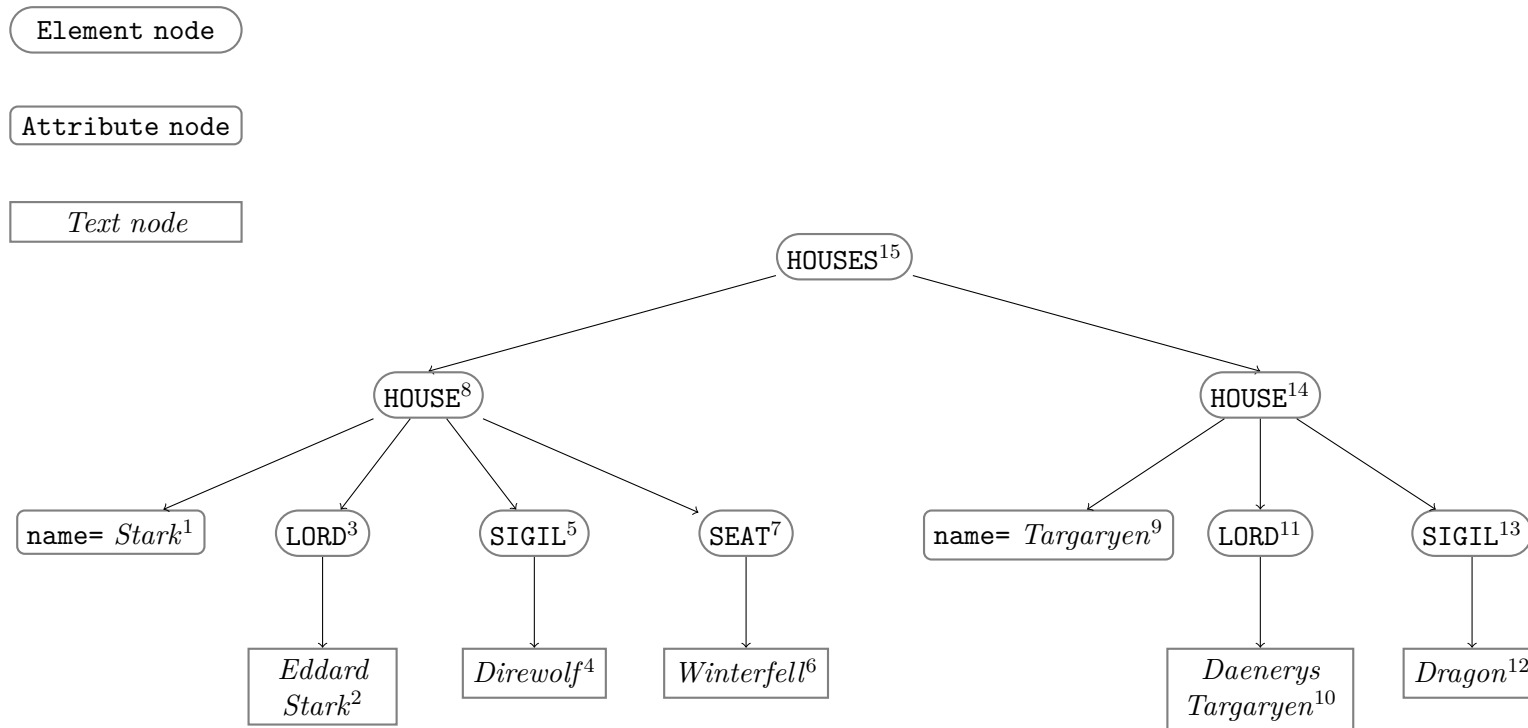 Element node
Attribute node
Text node
HOUSES15
HOUSE8
HOUSE14
name= Stark1
LORD3
SIGIL5
SEAT7
name= Targaryen9
LORD11
SIGIL13
Eddard
Stark2
Direwolf4
Winterfell6
Daenerys
Targaryen10
Dragon12